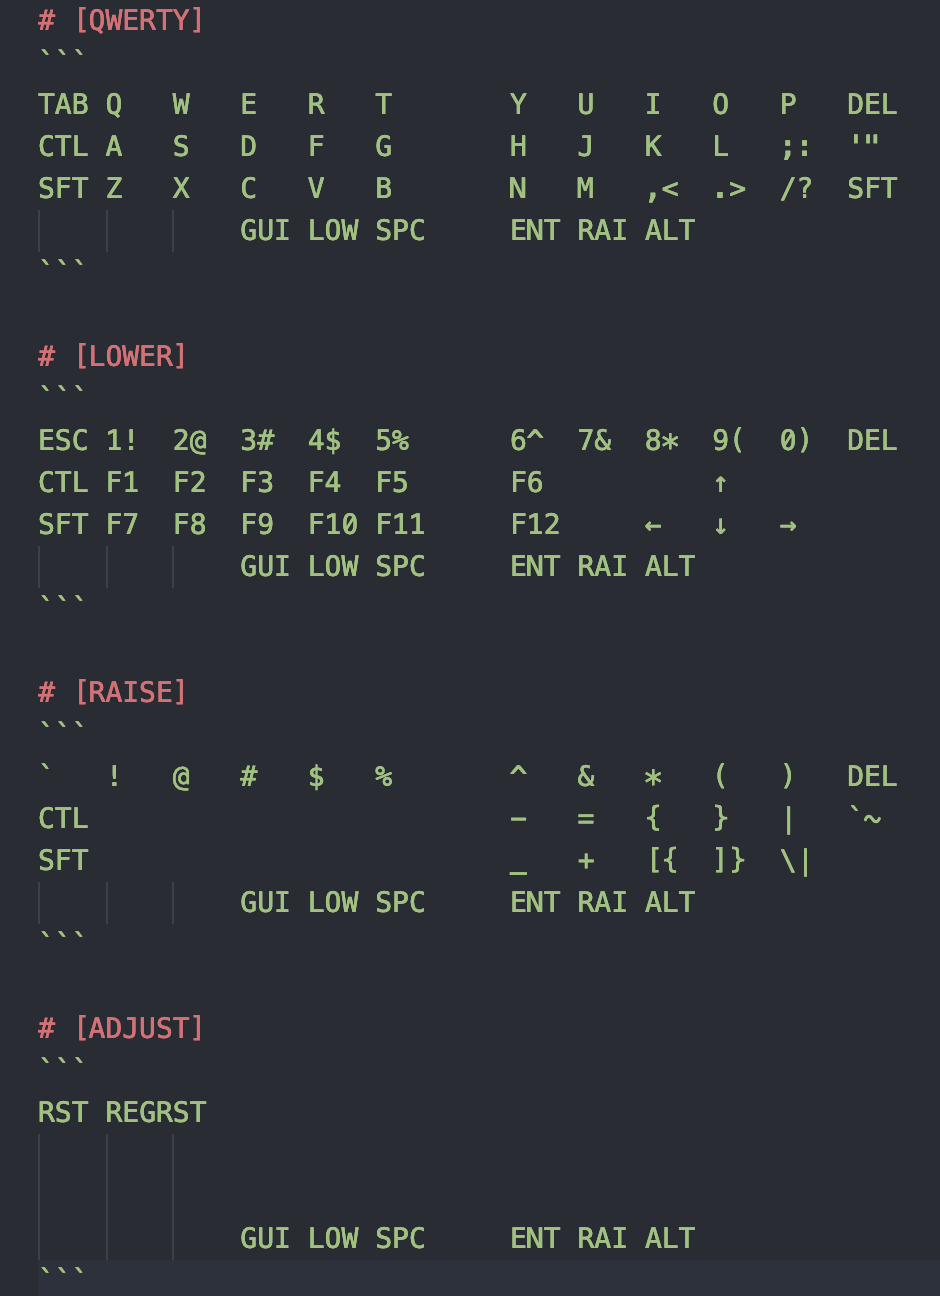 # [QWERTY]
```
TAB Q   W   E   R   T       Y   U   I   O   P   DEL
CTL A   S   D   F   G       H   J   K   L   ;:  '"
SFT Z   X   C   V   B       N   M   ,<  .>  /?  SFT
            GUI LOW SPC     ENT RAI ALT
```
# [LOWER]
```
ESC 1!  2@  3#  4$  5%      6^  7&  8*  9(  0)  DEL
CTL F1  F2  F3  F4  F5      F6          ↑
SFT F7  F8  F9  F10 F11     F12     ←   ↓   →
            GUI LOW SPC     ENT RAI ALT
```
# [RAISE]
```
`   !   @   #   $   %       ^   &   *   (   )   DEL
CTL                         -   =   {   }   |   `~
SFT                         _   +   [{  ]}  \|
            GUI LOW SPC     ENT RAI ALT
```
# [ADJUST]
```
RST REGRST
            GUI LOW SPC     ENT RAI ALT
```